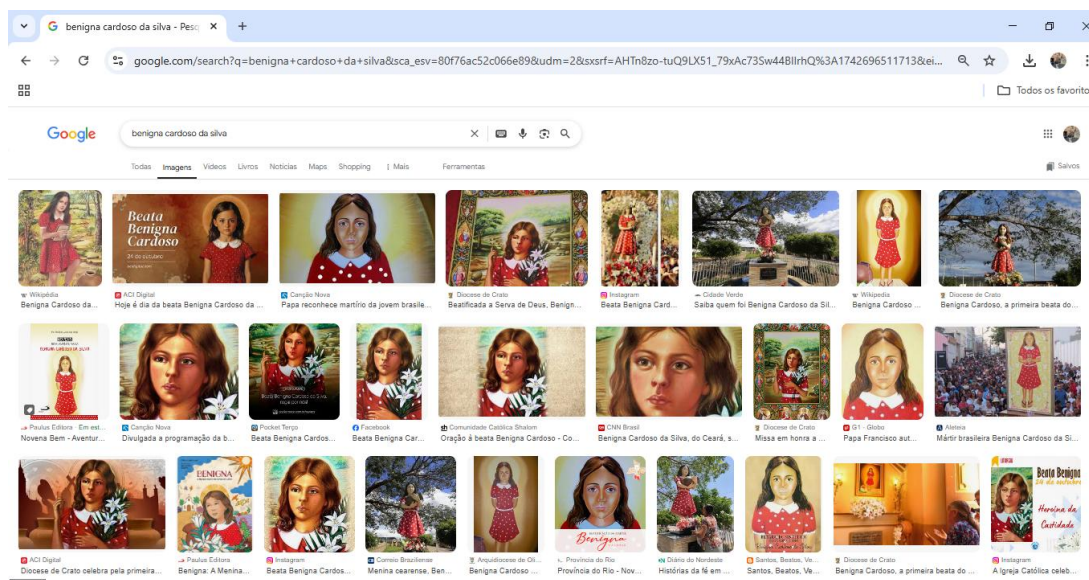 benigna cardoso da silva - Pesq
google.com/search?q=benigna+cardoso+da+silva&sca_esv=80f76ac52c066e89&udm=2&sxsrf=AHTn8zo-tuQ9LX51_79xAc73Sw44BIIrhQ%3A1742696511713&ei...
Todos os favorito
Google
benigna cardoso da silva
Todas Imagens Vídeos Livros Notícias Maps Shopping Mais Ferramentas
Salvos
Beata
Benigna
Cardoso
24 de outubro
Wikipédia
Benigna Cardoso da...
ACI Digital
Hoje é dia da beata Benigna Cardoso da ...
Canção Nova
Papa reconhece martírio da jovem brasile...
Diocese de Crato
Beatificada a Serva de Deus, Benign...
Instagram
Beata Benigna Card...
Cidade Verde
Saiba quem foi Benigna Cardoso da Sil...
Wikipedia
Benigna Cardoso ...
Diocese de Crato
Benigna Cardoso, a primeira beata do...
Paulus Editora · Em est...
Novena Bem - Aventur...
Canção Nova
Divulgada a programação da b...
Pocket Terço
Beata Benigna Cardos...
Facebook
Beata Benigna Car...
Comunidade Católica Shalom
Oração à beata Benigna Cardoso - Co...
CNN Brasil
Benigna Cardoso da Silva, do Ceará, s...
Diocese de Crato
Missa em honra a ...
G1 - Globo
Papa Francisco aut...
Aleteia
Mártir brasileira Benigna Cardoso da Si...
BENIGNA
Benigna
Beata Benigna
24 de outubro
Heroína da
Castidade
ACI Digital
Diocese de Crato celebra pela primeira...
Paulus Editora
Benigna: A Menina...
Instagram
Beata Benigna Cardos...
Correio Braziliense
Menina cearense, Ben...
Arquidiocese de Oli...
Benigna Cardoso ...
Província do Rio
Província do Rio - Nov...
Diário do Nordeste
Histórias da fé em ...
Santos, Beatos, Ve...
Santos, Beatos, Ve...
Diocese de Crato
Benigna Cardoso, a primeira beata do ...
Instagram
A Igreja Católica celeb...